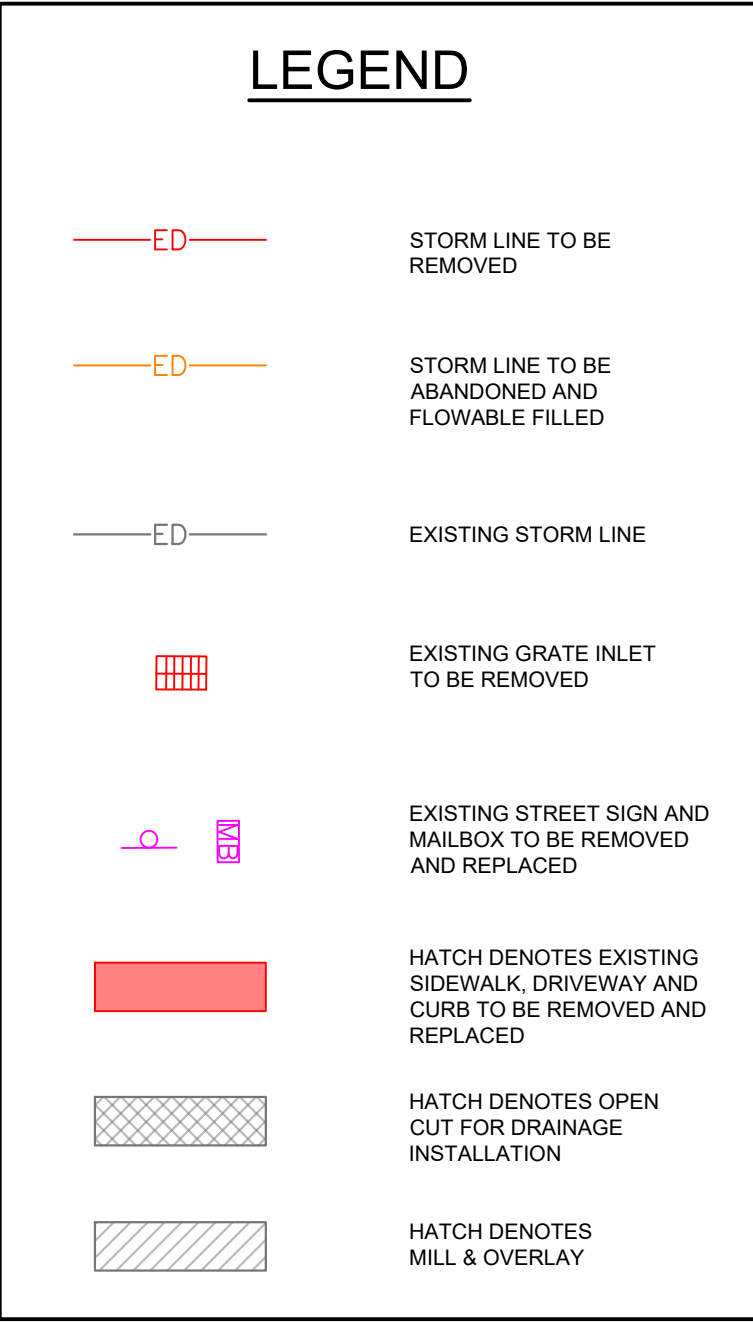 LEGEND
ED
STORM LINE TO BE
REMOVED
ED
STORM LINE TO BE
ABANDONED AND
FLOWABLE FILLED
ED
EXISTING STORM LINE
EXISTING GRATE INLET
TO BE REMOVED
MB
EXISTING STREET SIGN AND
MAILBOX TO BE REMOVED
AND REPLACED
HATCH DENOTES EXISTING
SIDEWALK, DRIVEWAY AND
CURB TO BE REMOVED AND
REPLACED
HATCH DENOTES OPEN
CUT FOR DRAINAGE
INSTALLATION
HATCH DENOTES
MILL & OVERLAY